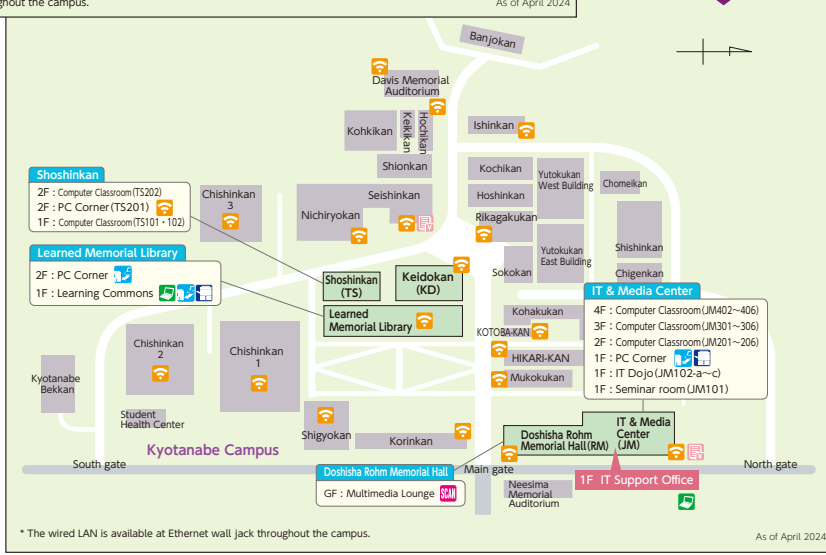 ghout the campus.
As of April 2024
Banjokan
Davis Memorial
Auditorium
Kohkikan
Keikikan
Hochikan
Ishinkan
Shionkan
Kochikan
Yutokukan
West Building
Chomeikan
Shoshinkan
2F : Computer Classroom(TS202)
2F : PC Corner(TS201)
1F : Computer Classroom(TS101・102)
Chishinkan
3
Seishinkan
Nichiryokan
Hoshinkan
Rikagakukan
Shishinkan
Learned Memorial Library
2F : PC Corner
1F : Learning Commons
Yutokukan
East Building
Sokokan
Chigenkan
Shoshinkan
(TS)
Keidokan
(KD)
Learned
Memorial Library
Kohakukan
KOTOBA-KAN
HIKARI-KAN
Mukokukan
IT & Media Center
4F : Computer Classroom(JM402～406)
3F : Computer Classroom(JM301～306)
2F : Computer Classroom(JM201～206)
1F : PC Corner
1F : IT Dojo(JM102-a～c)
1F : Seminar room(JM101)
Chishinkan
2
Chishinkan
1
Kyotanabe
Bekkan
Student
Health Center
Shigyokan
Korinkan
Doshisha Rohm
Memorial Hall(RM)
IT & Media
Center
(JM)
Kyotanabe Campus
South gate
Main gate
North gate
Doshisha Rohm Memorial Hall
GF : Multimedia Lounge
SCAN
1F IT Support Office
Neesima
Memorial
Auditorium
* The wired LAN is available at Ethernet wall jack throughout the campus.
As of April 2024